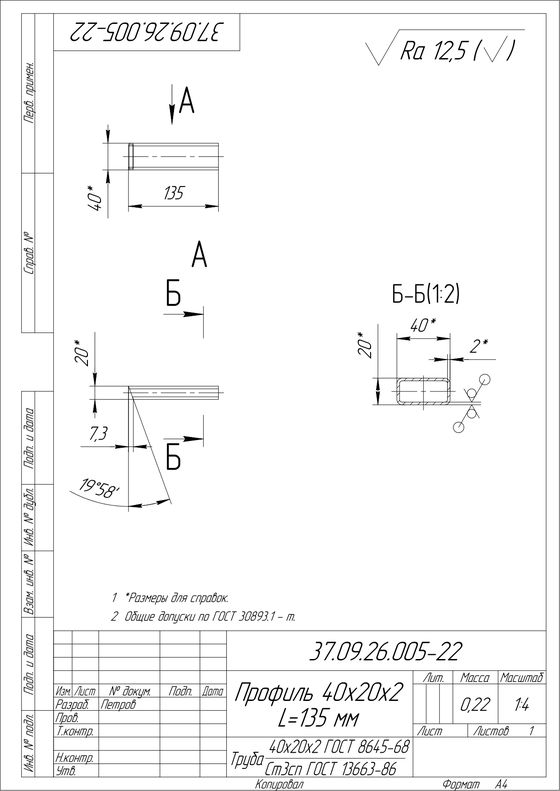 37.09.26.005-22
Ra 12,5 (√)
Перв. примен.
Справ. №
Подп. и дата
Инв. № дубл.
Взам. инв. №
Подп. и дата
Инв. № подл.
А
40*
135
А
Б
20*
7,3
Б
19°58'
Б-Б(1:2)
40*
20*
2*
1 *Размеры для справок.
2 Общие допуски по ГОСТ 30893.1 - m.
37.09.26.005-22
Изм. Лист № докум. Подп. Дата
Разраб. Петров
Пров.
Т.контр.
Н.контр.
Утв.
Профиль 40х20х2
L=135 мм
Лит. Масса Масштаб
0,22 1:4
Лист Листов 1
Труба 40х20х2 ГОСТ 8645-68
Ст3сп ГОСТ 13663-86
Копировал Формат А4